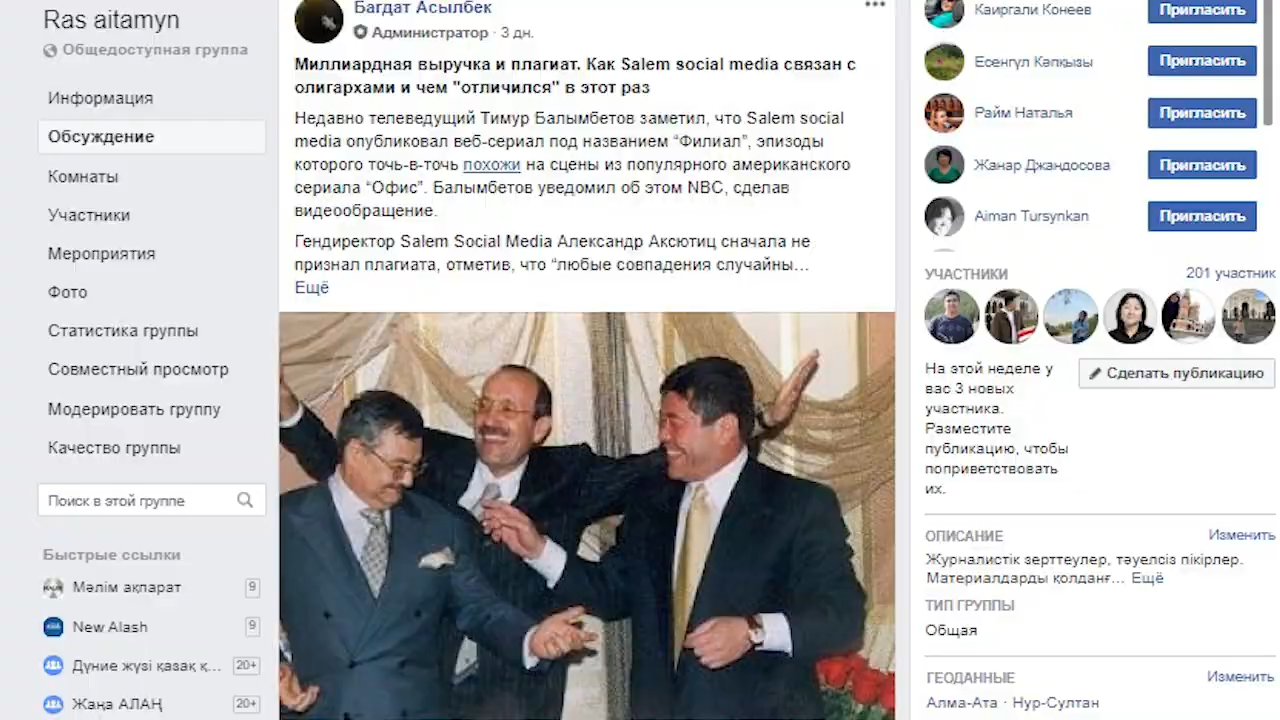 Ras aitamyn
Общедоступная группа
Информация
Обсуждение
Комнаты
Участники
Мероприятия
Фото
Статистика группы
Совместный просмотр
Модерировать группу
Качество группы
Поиск в этой группе
Быстрые ссылки
Мәлім ақпарат 9
New Alash 9
Дүние жүзі қазақ қ... 20+
Жаңа АЛАҢ 20+
Багдат Асылбек
Администратор · 3 дн.
Миллиардная выручка и плагиат. Как Salem social media связан с
олигархами и чем "отличился" в этот раз
Недавно телеведущий Тимур Балымбетов заметил, что Salem social
media опубликовал веб-сериал под названием “Филиал”, эпизоды
которого точь-в-точь похожи на сцены из популярного американского
сериала “Офис”. Балымбетов уведомил об этом NBC, сделав
видеообращение.
Гендиректор Salem Social Media Александр Аксютиц сначала не
признал плагиата, отметив, что “любые совпадения случайны...
Ещё
Каиргали Конеев Пригласить
Есенгүл Кәпқызы Пригласить
Райм Наталья Пригласить
Жанар Джандосова Пригласить
Aiman Tursynkan Пригласить
УЧАСТНИКИ 201 участник
На этой неделе у
вас 3 новых
участника.
Разместите
публикацию, чтобы
поприветствовать
их.
Сделать публикацию
ОПИСАНИЕ Изменить
Журналистік зерттеулер, тәуелсіз пікірлер.
Материалдарды қолданғ... Ещё
ТИП ГРУППЫ
Общая
ГЕОДАННЫЕ Изменить
Алма-Ата · Нур-Султан